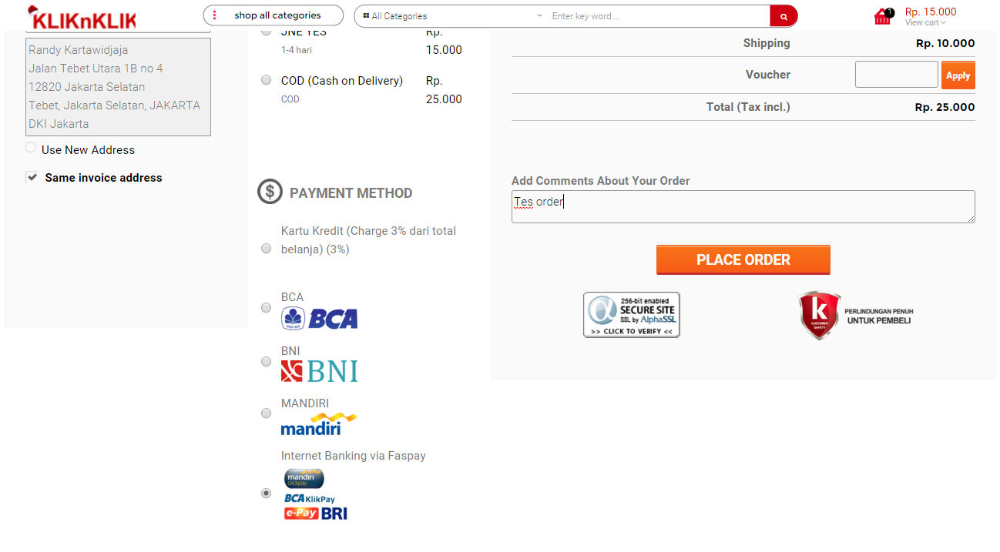 KLIKnKLIK
shop all categories
All Categories
Enter key word ...
1
Rp. 15.000
View cart
Randy Kartawidjaja
Jalan Tebet Utara 1B no 4
12820 Jakarta Selatan
Tebet, Jakarta Selatan, JAKARTA
DKI Jakarta
Use New Address
Same invoice address
JNE YES
Rp.
1-4 hari
15.000
COD (Cash on Delivery)
Rp.
COD
25.000
PAYMENT METHOD
Kartu Kredit (Charge 3% dari total
belanja) (3%)
BCA
BCA
BNI
BNI
MANDIRI
mandiri
Internet Banking via Faspay
mandiri
clickpay
BCA KlikPay
e-Pay BRI
Shipping
Rp. 10.000
Voucher
Apply
Total (Tax incl.)
Rp. 25.000
Add Comments About Your Order
Tes order
PLACE ORDER
256-bit enabled
SECURE SITE
SSL by AlphaSSL
>> CLICK TO VERIFY <<
k
CUSTOMER
SAFETY
PERLINDUNGAN PENUH
UNTUK PEMBELI